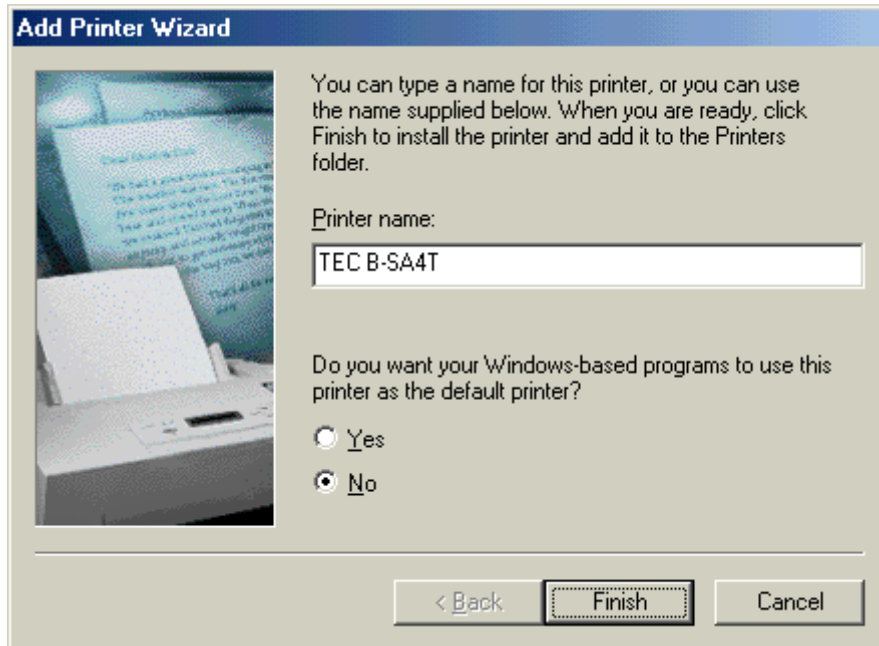 Add Printer Wizard
You can type a name for this printer, or you can use
the name supplied below. When you are ready, click
Finish to install the printer and add it to the Printers
folder.
Printer name:
TEC B-SA4T
Do you want your Windows-based programs to use this
printer as the default printer?
Yes
No
< Back
Finish
Cancel